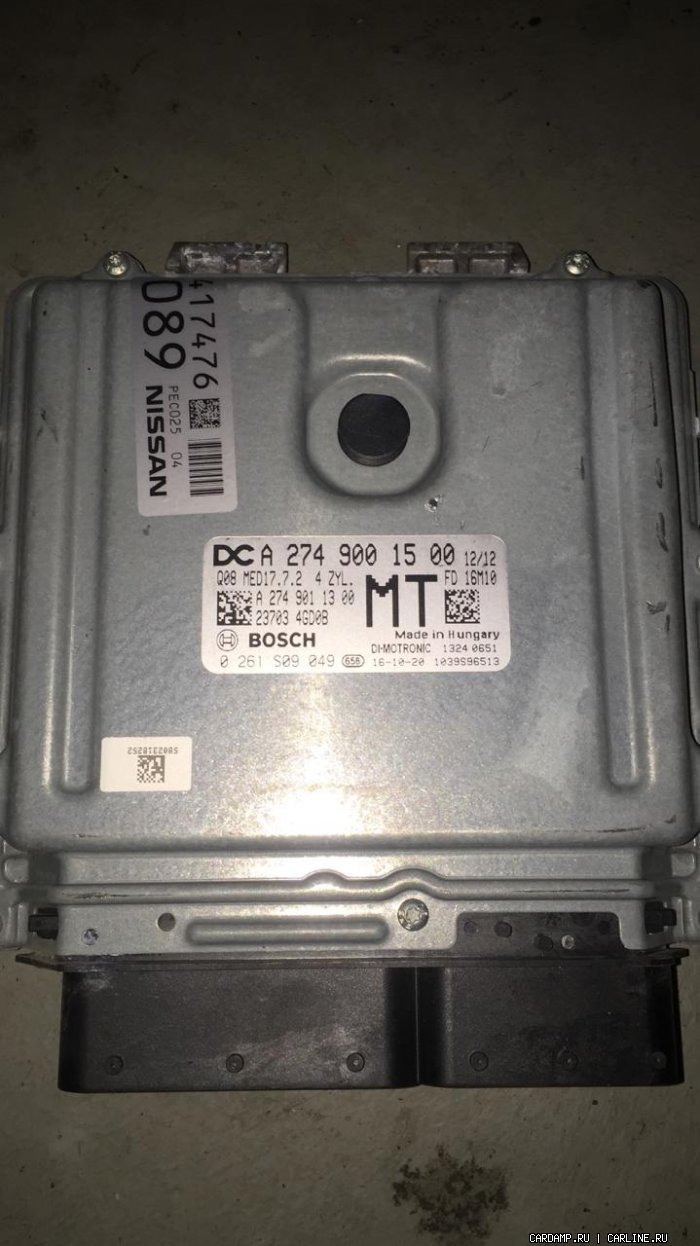 417476
089
PEC025 04
NISSAN
DC A 274 900 15 00 12/12
Q08 MED17.7.2 4 ZYL. MT FD 16M10
A 274 901 13 00
23703 4GD0B
BOSCH Made in Hungary
DI-MOTRONIC 1324 0651
0 261 S09 049 658 16-10-20 1039S96513
5802318252
CARDAMP.RU | CARLINE.RU